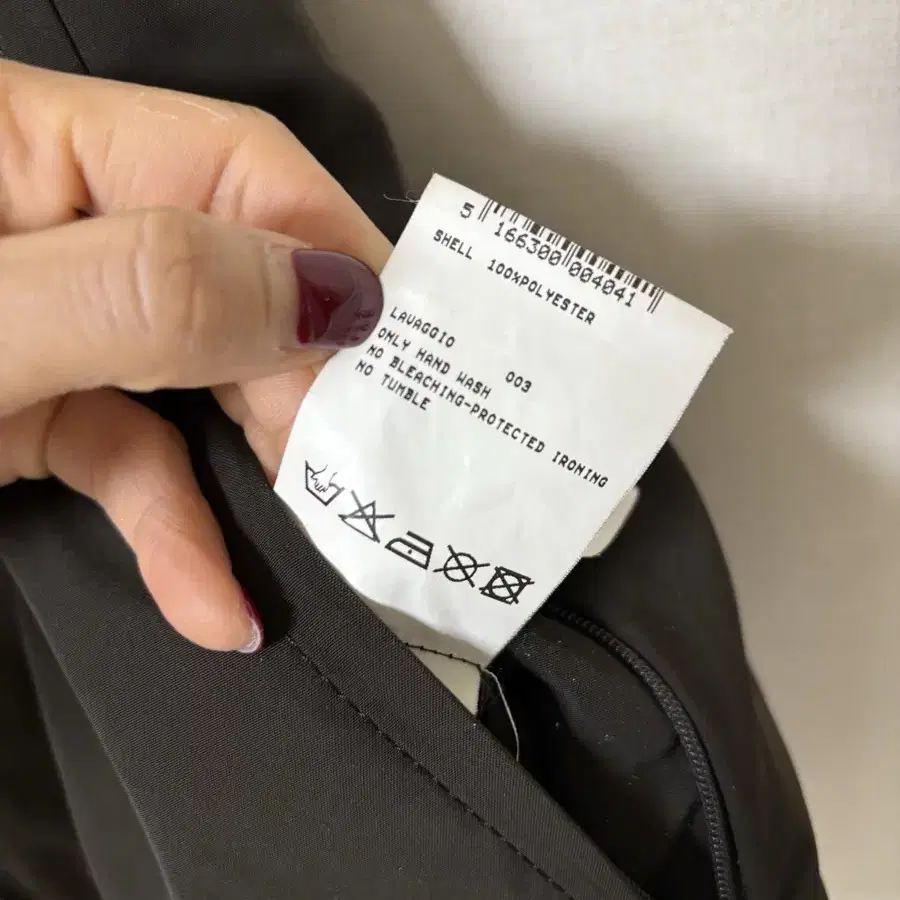 5 166300 004041
SHELL 100%POLYESTER
LAVAGGIO 003
ONLY HAND WASH
NO BLEACHING-PROTECTED IRONING
NO TUMBLE